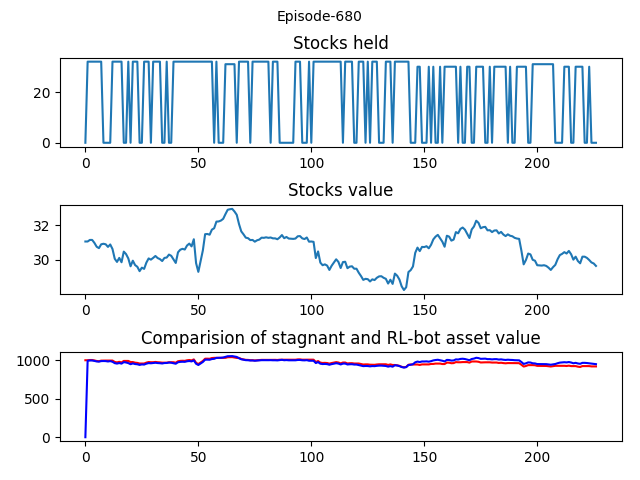 Episode-680
Stocks held
20
0
0 50 100 150 200
Stocks value
32
30
0 50 100 150 200
Comparision of stagnant and RL-bot asset value
1000
500
0
0 50 100 150 200